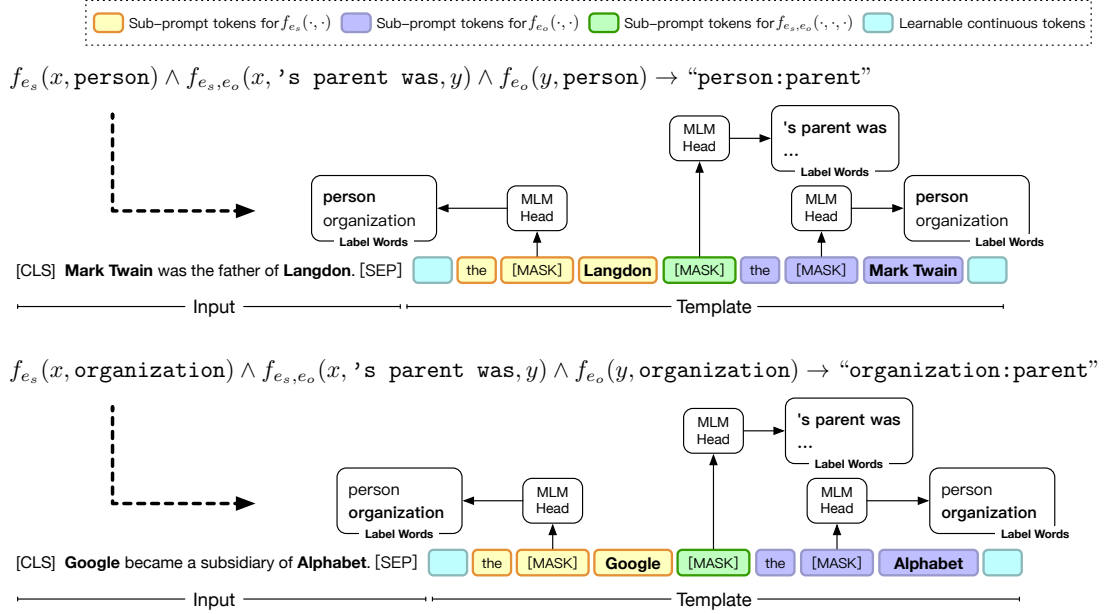 Sub-prompt tokens for f_{e_s}(·,·) Sub-prompt tokens for f_{e_o}(·,·) Sub-prompt tokens for f_{e_s,e_o}(·,·,·) Learnable continuous tokens
f_{e_s}(x, person) ∧ f_{e_s,e_o}(x, 's parent was, y) ∧ f_{e_o}(y, person) → “person:parent”
MLM Head
's parent was
...
Label Words
person
organization
Label Words
MLM Head
MLM Head
person
organization
Label Words
[CLS] Mark Twain was the father of Langdon. [SEP] the [MASK] Langdon [MASK] the [MASK] Mark Twain
Input Template
f_{e_s}(x, organization) ∧ f_{e_s,e_o}(x, 's parent was, y) ∧ f_{e_o}(y, organization) → “organization:parent”
MLM Head
's parent was
...
Label Words
person
organization
Label Words
MLM Head
MLM Head
person
organization
Label Words
[CLS] Google became a subsidiary of Alphabet. [SEP] the [MASK] Google [MASK] the [MASK] Alphabet
Input Template